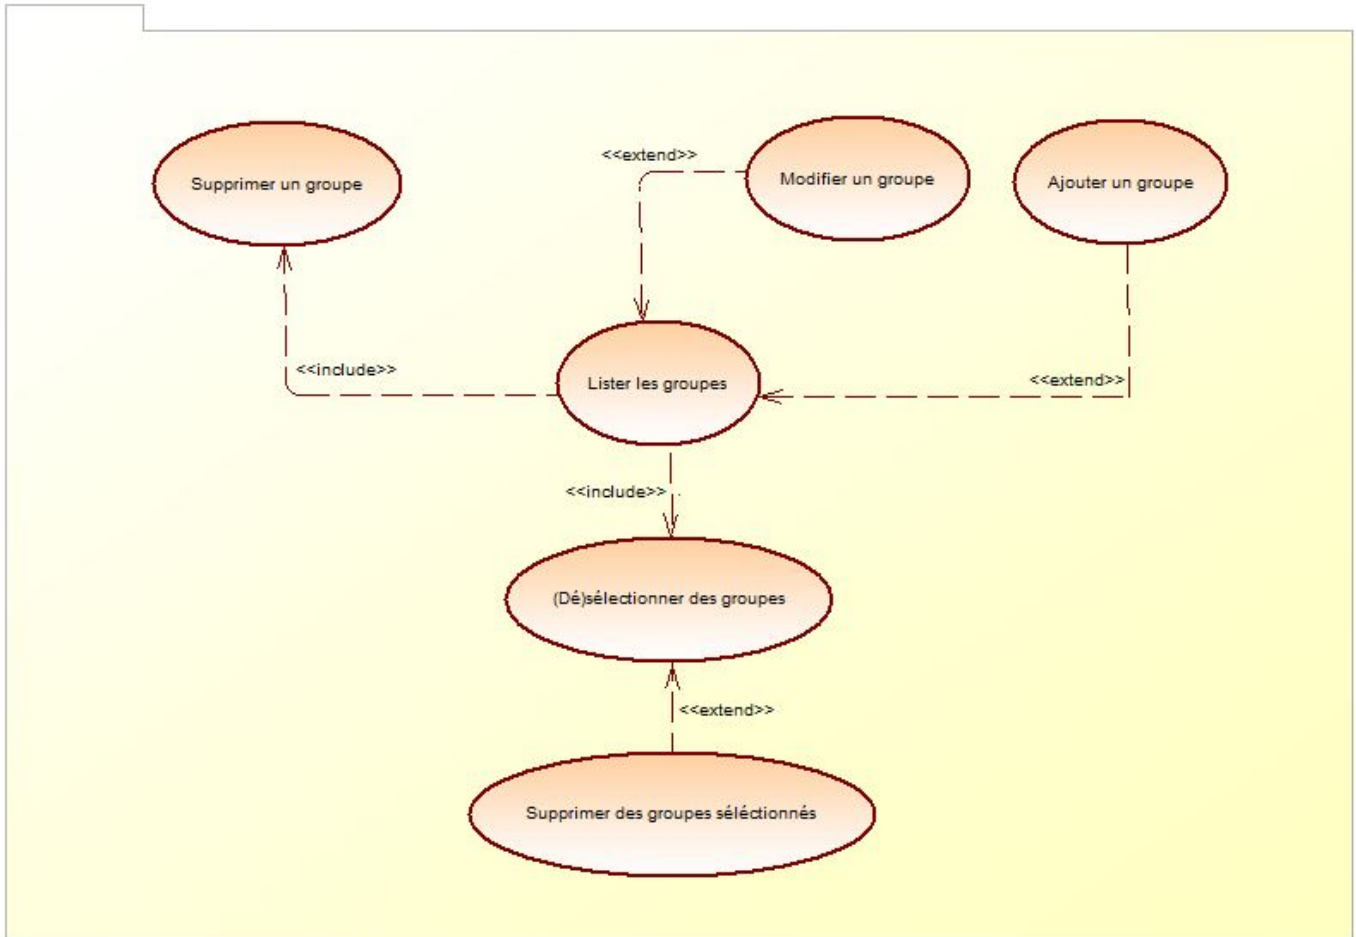 <<extend>>
Modifier un groupe
Ajouter un groupe
Supprimer un groupe
<<include>>
Lister les groupes
<<extend>>
<<include>>
(Dé)sélectionner des groupes
<<extend>>
Supprimer des groupes séléctionnés